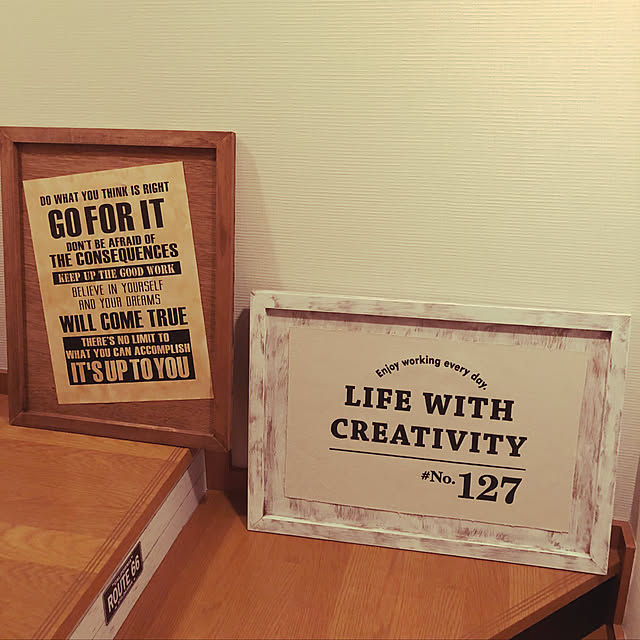 DO WHAT YOU THINK IS RIGHT
GO FOR IT
DON'T BE AFRAID OF
THE CONSEQUENCES
KEEP UP THE GOOD WORK
BELIEVE IN YOURSELF
AND YOUR DREAMS
WILL COME TRUE
THERE'S NO LIMIT TO
WHAT YOU CAN ACCOMPLISH
IT'S UP TO YOU
Enjoy working every day.
LIFE WITH
CREATIVITY
#No. 127
ROUTE 66